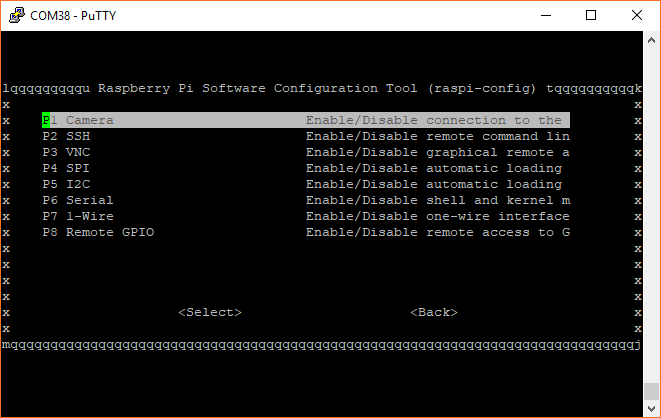 COM38 - PuTTY
lqqqqqqqqqu Raspberry Pi Software Configuration Tool (raspi-config) tqqqqqqqqqqk
x x
x P1 Camera Enable/Disable connection to the x
x P2 SSH Enable/Disable remote command lin x
x P3 VNC Enable/Disable graphical remote a x
x P4 SPI Enable/Disable automatic loading x
x P5 I2C Enable/Disable automatic loading x
x P6 Serial Enable/Disable shell and kernel m x
x P7 1-Wire Enable/Disable one-wire interface x
x P8 Remote GPIO Enable/Disable remote access to G x
x x
x x
x x
x x
x <Select> <Back> x
x x
mqqqqqqqqqqqqqqqqqqqqqqqqqqqqqqqqqqqqqqqqqqqqqqqqqqqqqqqqqqqqqqqqqqqqqqqqqqqqqqj